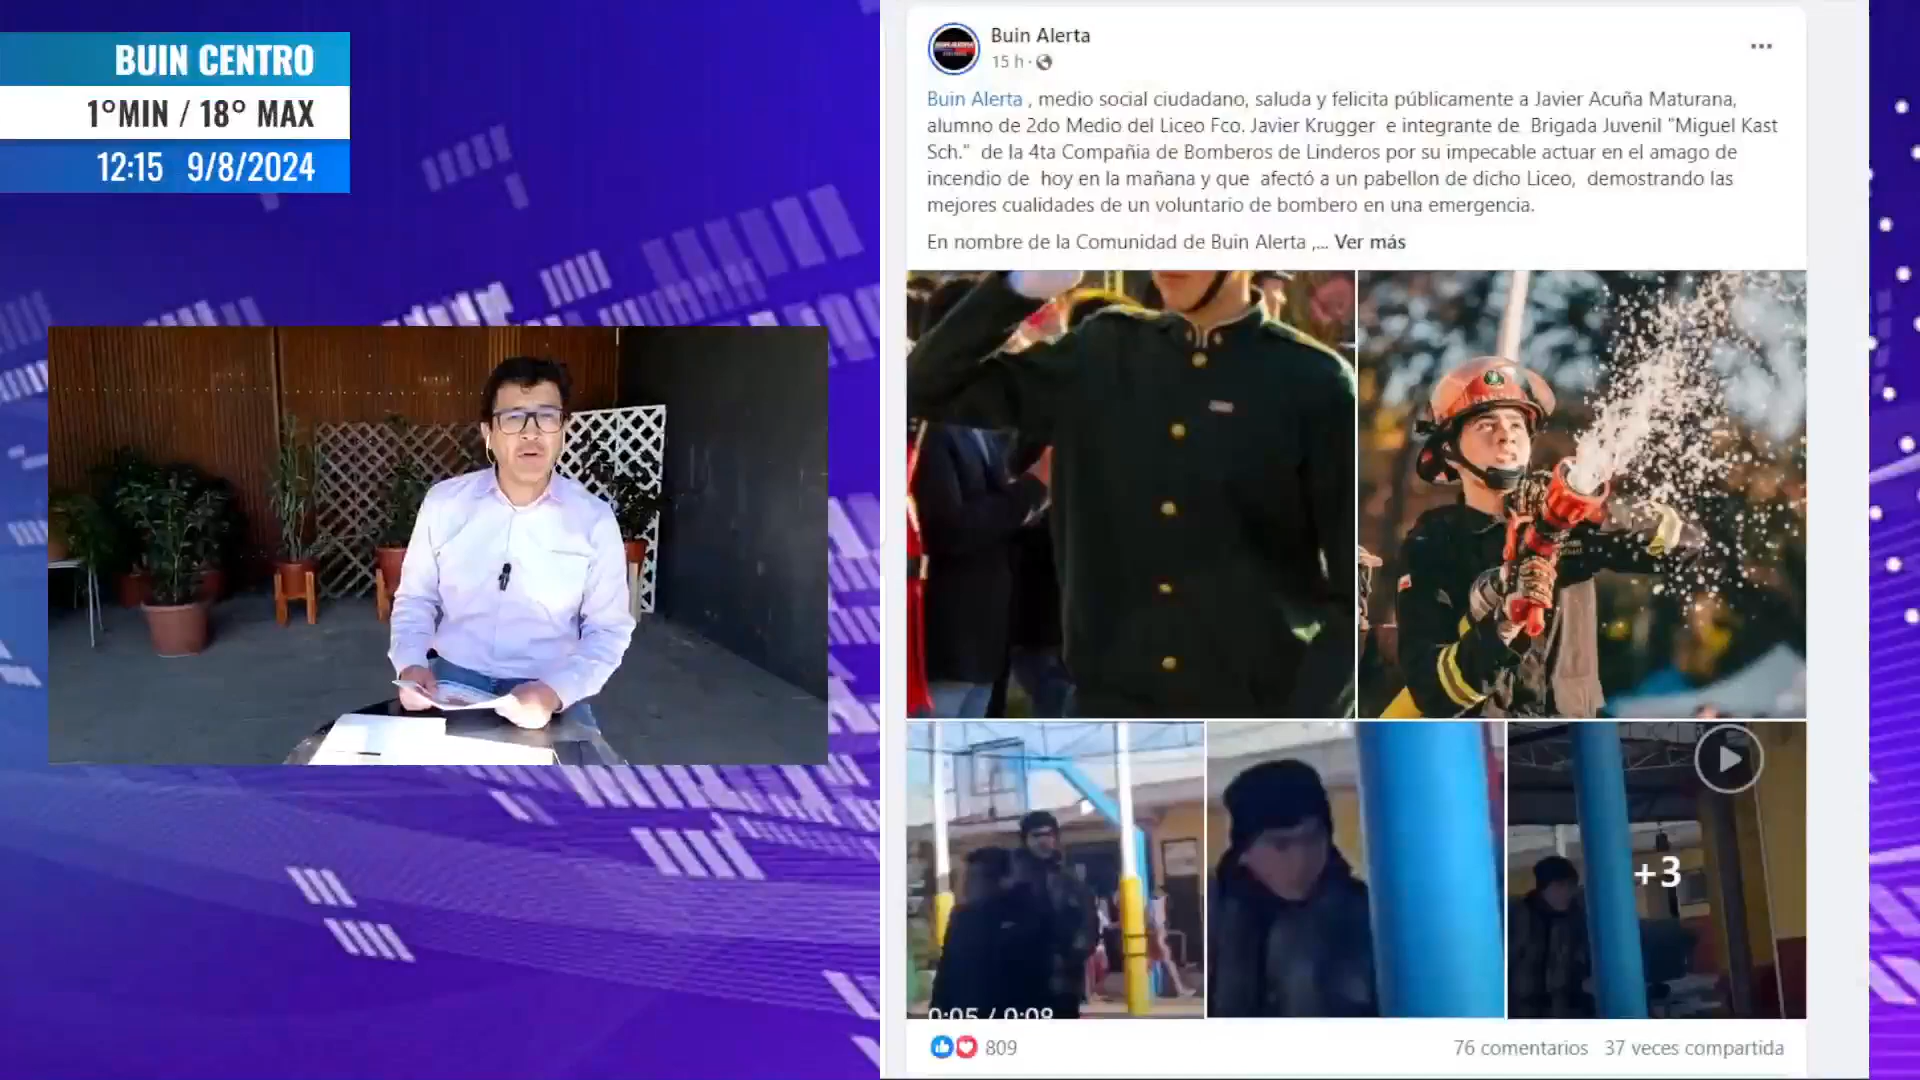 BUIN CENTRO
1°MIN / 18° MAX
12:15 9/8/2024
Buin Alerta
15 h ·
Buin Alerta , medio social ciudadano, saluda y felicita públicamente a Javier Acuña Maturana,
alumno de 2do Medio del Liceo Fco. Javier Krugger e integrante de Brigada Juvenil "Miguel Kast
Sch." de la 4ta Compañia de Bomberos de Linderos por su impecable actuar en el amago de
incendio de hoy en la mañana y que afectó a un pabellon de dicho Liceo, demostrando las
mejores cualidades de un voluntario de bombero en una emergencia.
En nombre de la Comunidad de Buin Alerta ,... Ver más
+3
0:05 / 0:08
809
76 comentarios 37 veces compartida